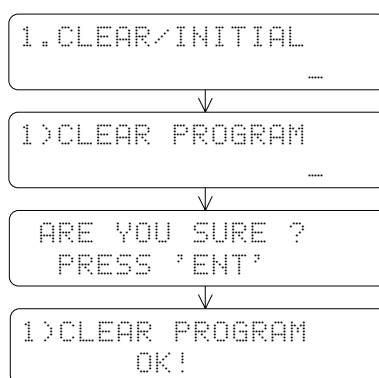 1.CLEAR/INITIAL
_
1)CLEAR PROGRAM
_
ARE YOU SURE ?
PRESS 'ENT'
1)CLEAR PROGRAM
OK!